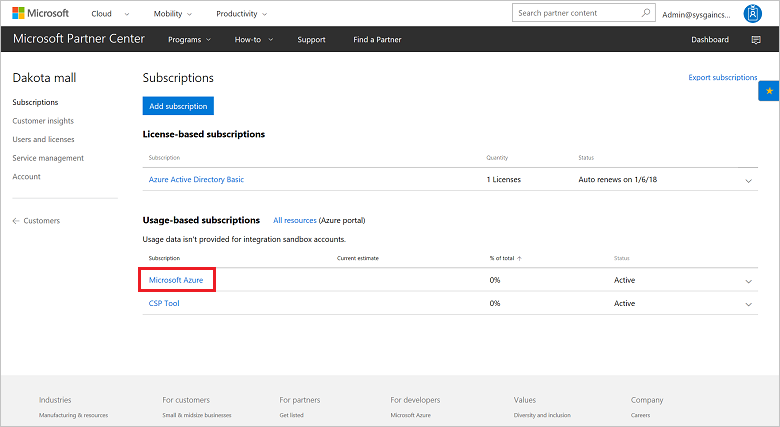 Microsoft Cloud Mobility Productivity Search partner content Admin@sysgaincs...
Microsoft Partner Center Programs How-to Support Find a Partner Dashboard
Dakota mall
Subscriptions
Customer insights
Users and licenses
Service management
Account
Customers
Subscriptions
Export subscriptions
Add subscription
License-based subscriptions
Subscription Quantity Status
Azure Active Directory Basic 1 Licenses Auto renews on 1/6/18
Usage-based subscriptions All resources (Azure portal)
Usage data isn't provided for integration sandbox accounts.
Subscription Current estimate % of total ↑ Status
Microsoft Azure 0% Active
CSP Tool 0% Active
Industries For customers For partners For developers Values Company
Manufacturing & resources Small & midsize businesses Get listed Microsoft Azure Diversity and inclusion Careers